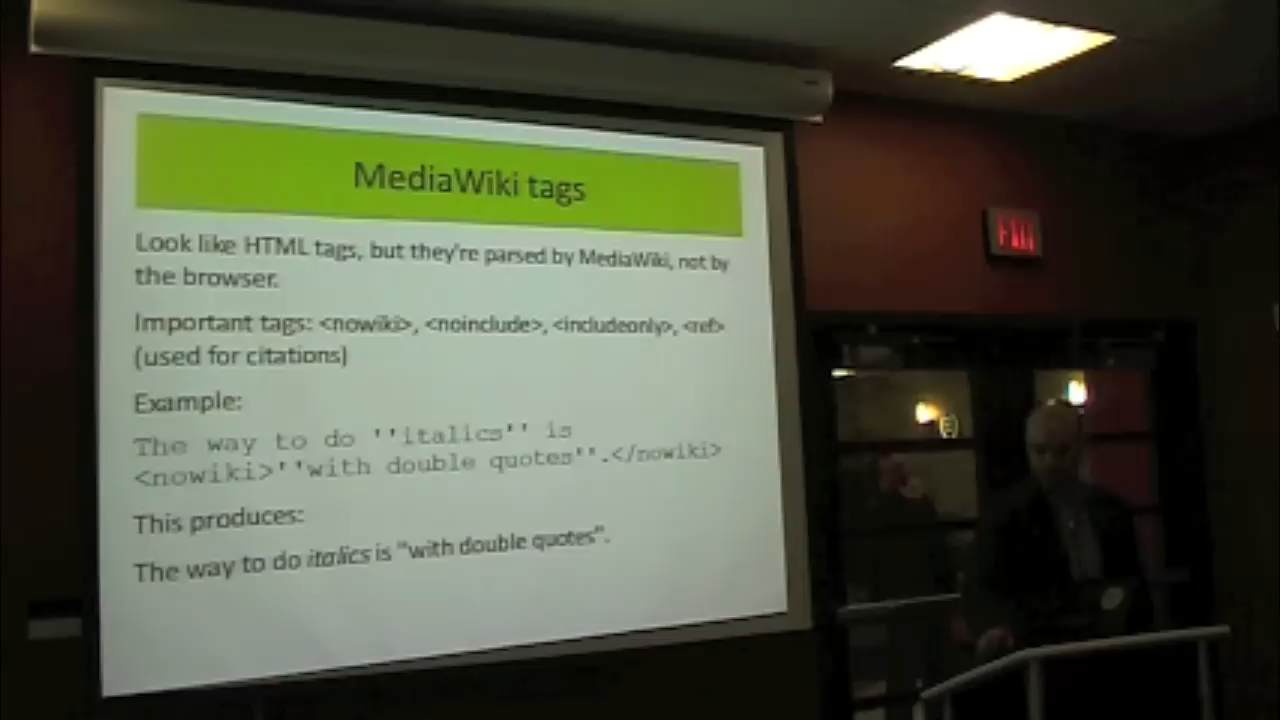 MediaWiki tags
Look like HTML tags, but they're parsed by MediaWiki, not by
the browser.
Important tags: <nowiki>, <noinclude>, <includeonly>, <ref>
(used for citations)
Example:
The way to do ''italics'' is
<nowiki>''with double quotes''.</nowiki>
This produces:
The way to do italics is "with double quotes".
EXIT